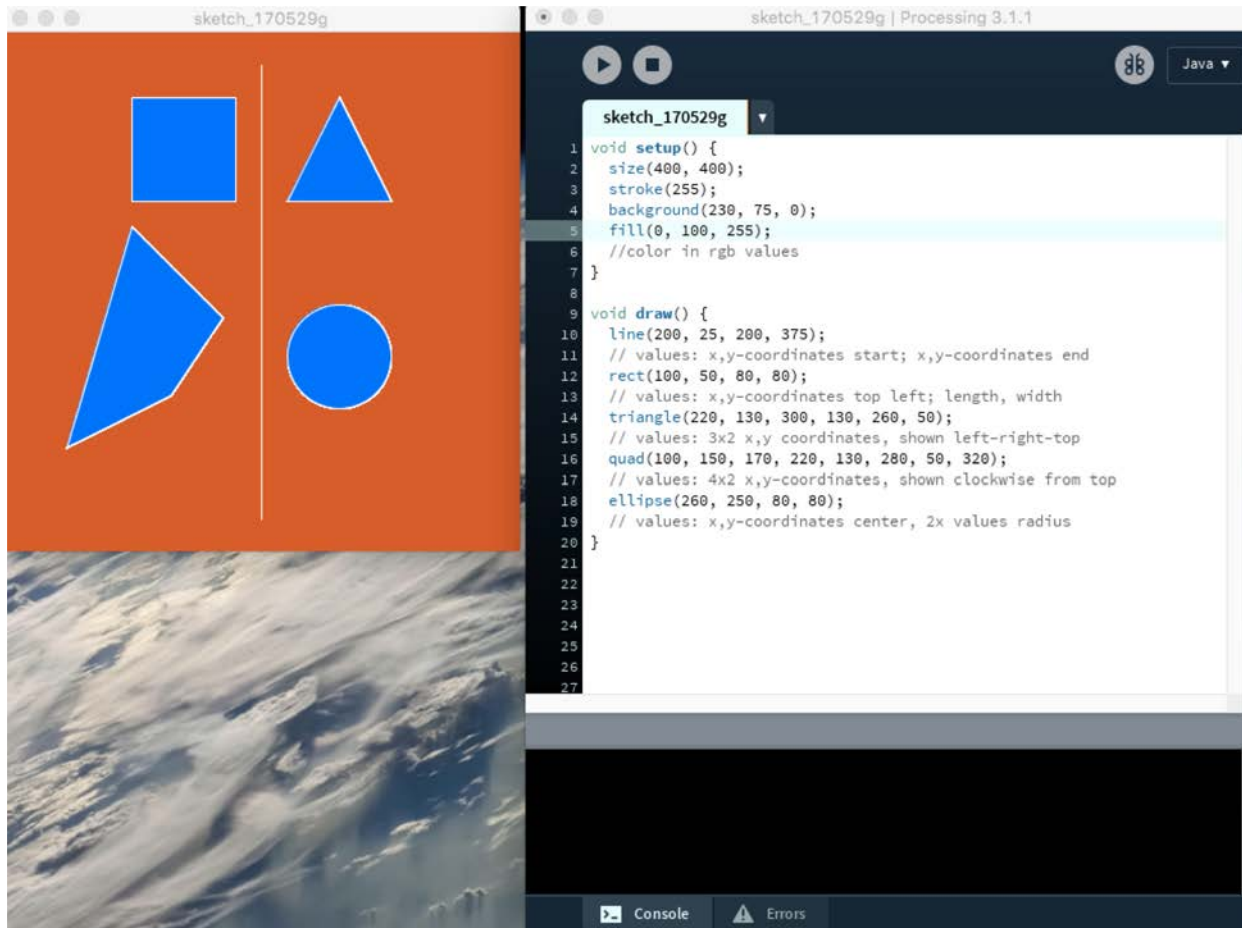 sketch_170529g
sketch_170529g | Processing 3.1.1
Java ▼
sketch_170529g ▼
1 void setup() {
2   size(400, 400);
3   stroke(255);
4   background(230, 75, 0);
5   fill(0, 100, 255);
6   //color in rgb values
7 }
8
9 void draw() {
10   line(200, 25, 200, 375);
11   // values: x,y-coordinates start; x,y-coordinates end
12   rect(100, 50, 80, 80);
13   // values: x,y-coordinates top left; length, width
14   triangle(220, 130, 300, 130, 260, 50);
15   // values: 3x2 x,y coordinates, shown left-right-top
16   quad(100, 150, 170, 220, 130, 280, 50, 320);
17   // values: 4x2 x,y-coordinates, shown clockwise from top
18   ellipse(260, 250, 80, 80);
19   // values: x,y-coordinates center, 2x values radius
20 }
21
22
23
24
25
26
27
Console
Errors